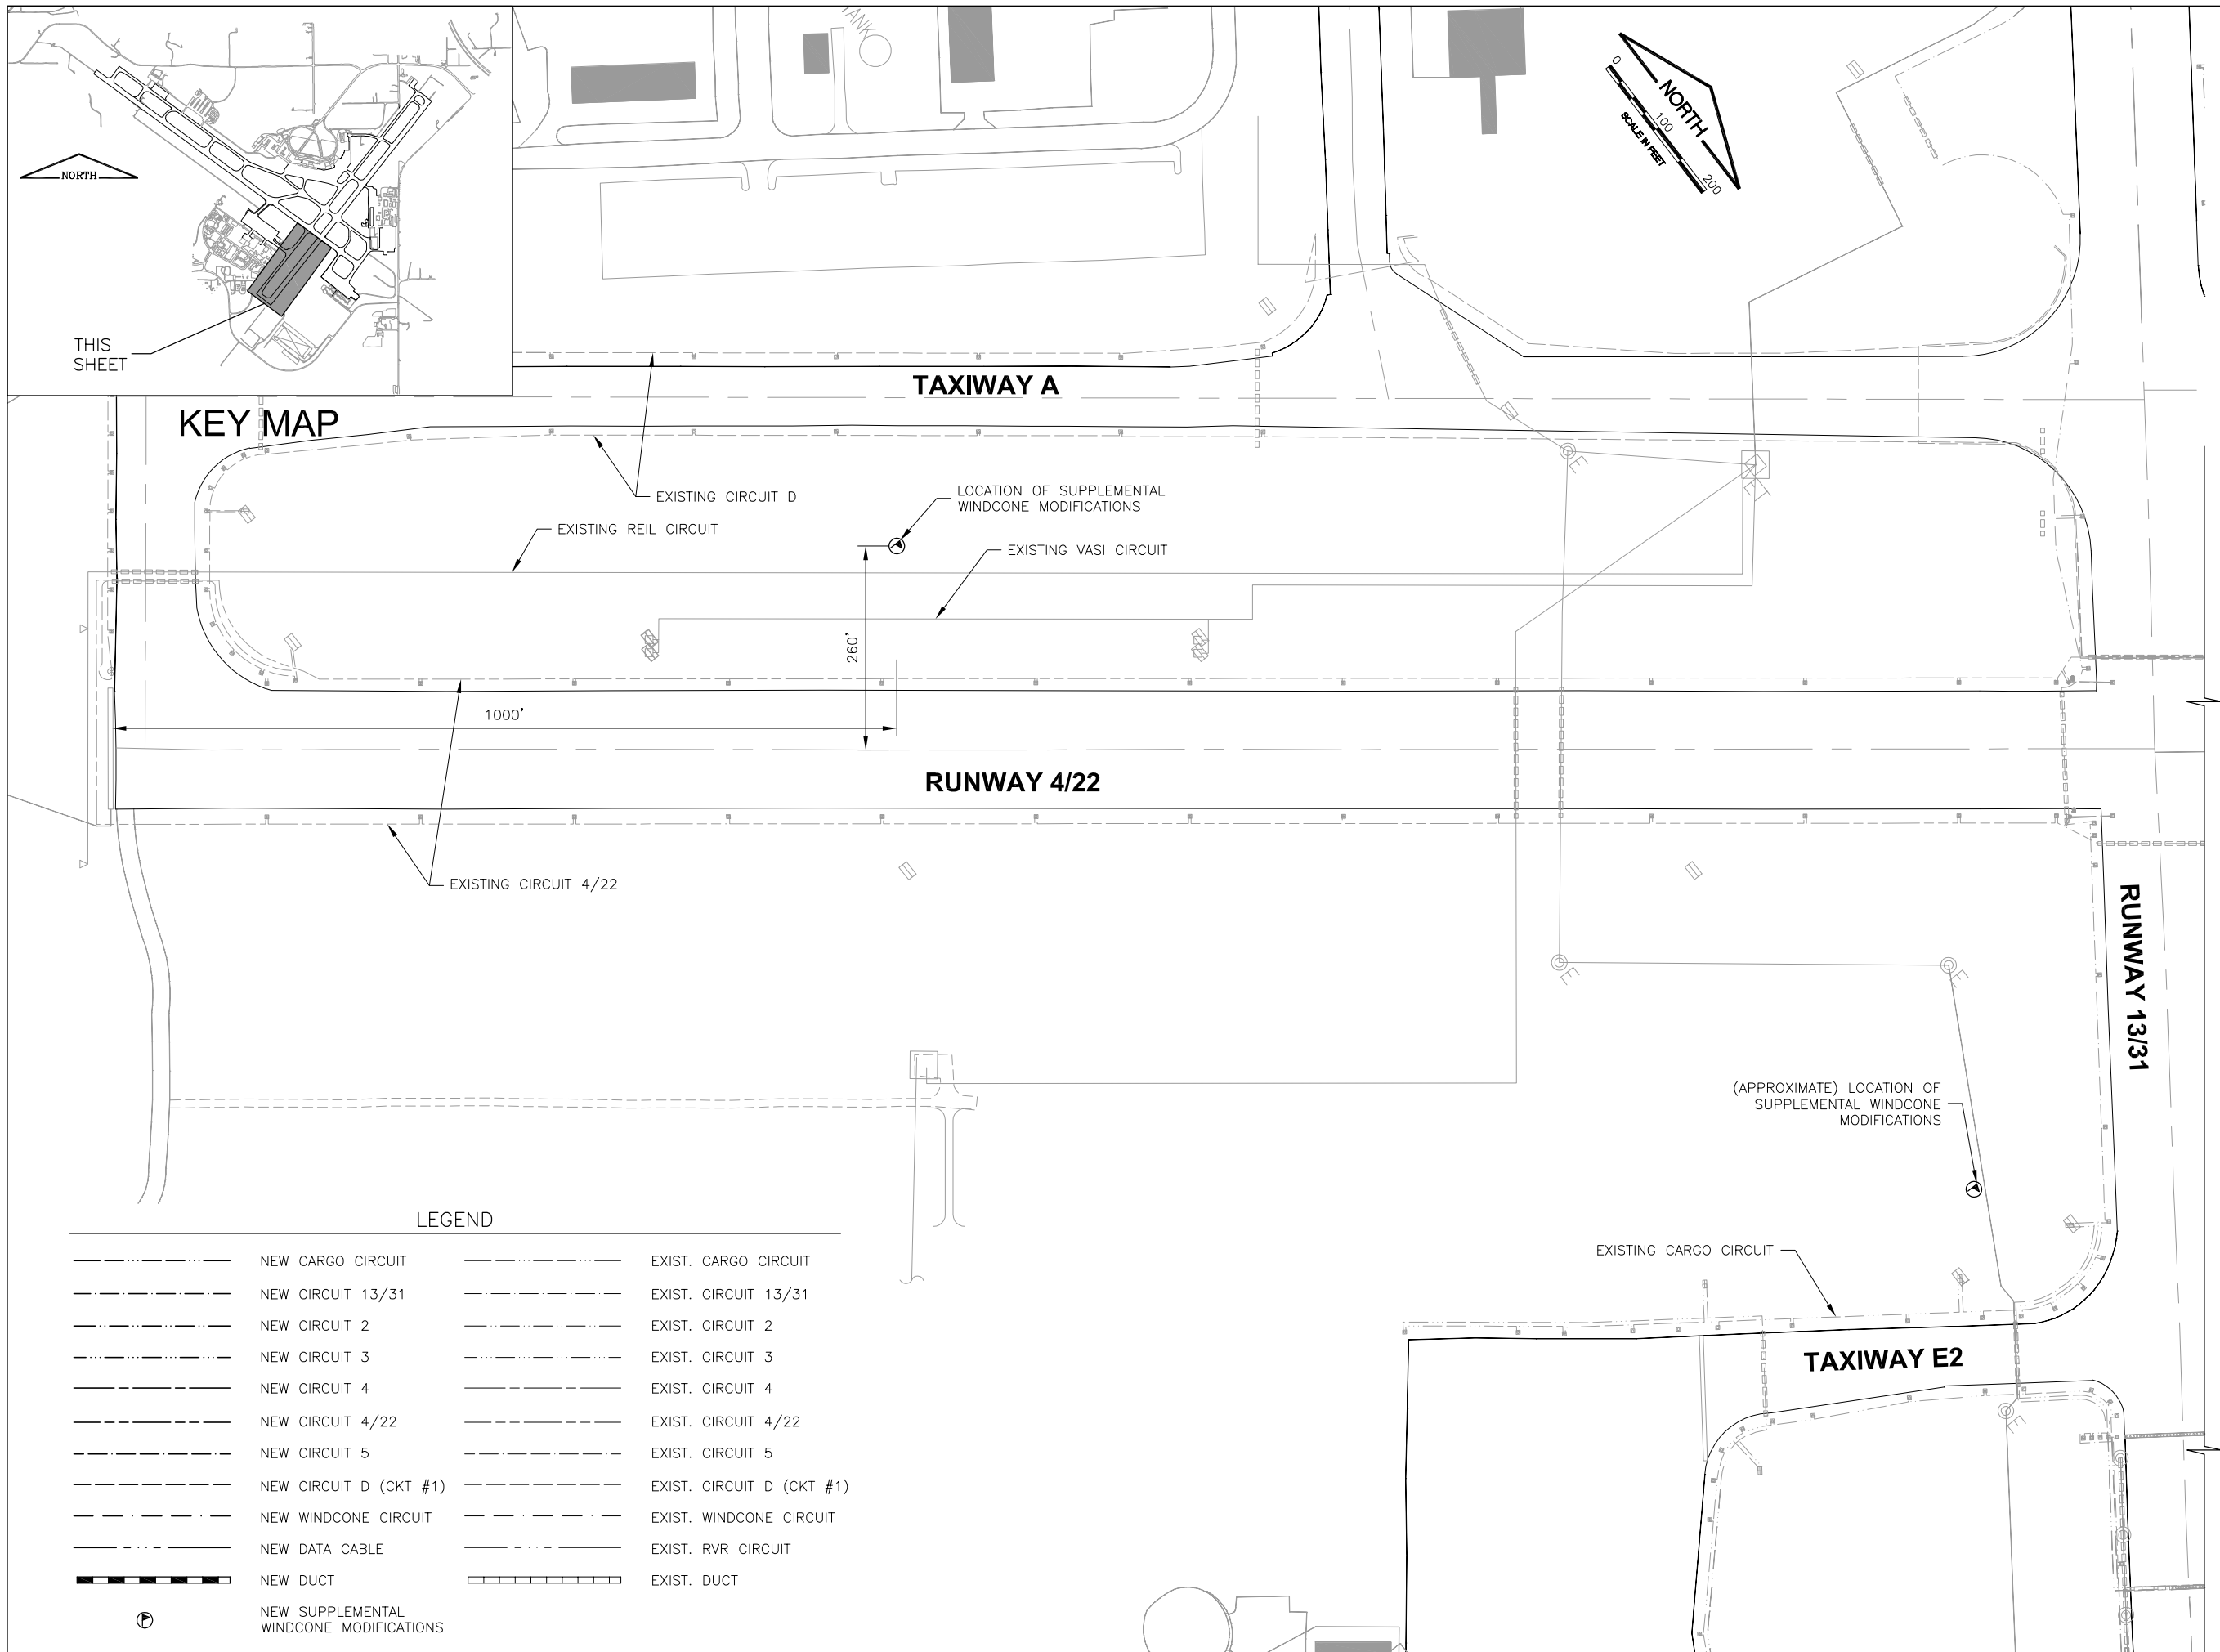 TANK
NORTH
THIS
SHEET
KEY MAP
0
100
200
SCALE IN FEET
NORTH
TAXIWAY A
EXISTING CIRCUIT D
LOCATION OF SUPPLEMENTAL
WINDCONE MODIFICATIONS
EXISTING REIL CIRCUIT
EXISTING VASI CIRCUIT
E
E
260'
1000'
RUNWAY 4/22
EXISTING CIRCUIT 4/22
RUNWAY 13/31
E
E
(APPROXIMATE) LOCATION OF
SUPPLEMENTAL WINDCONE
MODIFICATIONS
EXISTING CARGO CIRCUIT
TAXIWAY E2
E
LEGEND
NEW CARGO CIRCUIT
EXIST. CARGO CIRCUIT
NEW CIRCUIT 13/31
EXIST. CIRCUIT 13/31
NEW CIRCUIT 2
EXIST. CIRCUIT 2
NEW CIRCUIT 3
EXIST. CIRCUIT 3
NEW CIRCUIT 4
EXIST. CIRCUIT 4
NEW CIRCUIT 4/22
EXIST. CIRCUIT 4/22
NEW CIRCUIT 5
EXIST. CIRCUIT 5
NEW CIRCUIT D (CKT #1)
EXIST. CIRCUIT D (CKT #1)
NEW WINDCONE CIRCUIT
EXIST. WINDCONE CIRCUIT
NEW DATA CABLE
EXIST. RVR CIRCUIT
NEW DUCT
EXIST. DUCT
NEW SUPPLEMENTAL
WINDCONE MODIFICATIONS